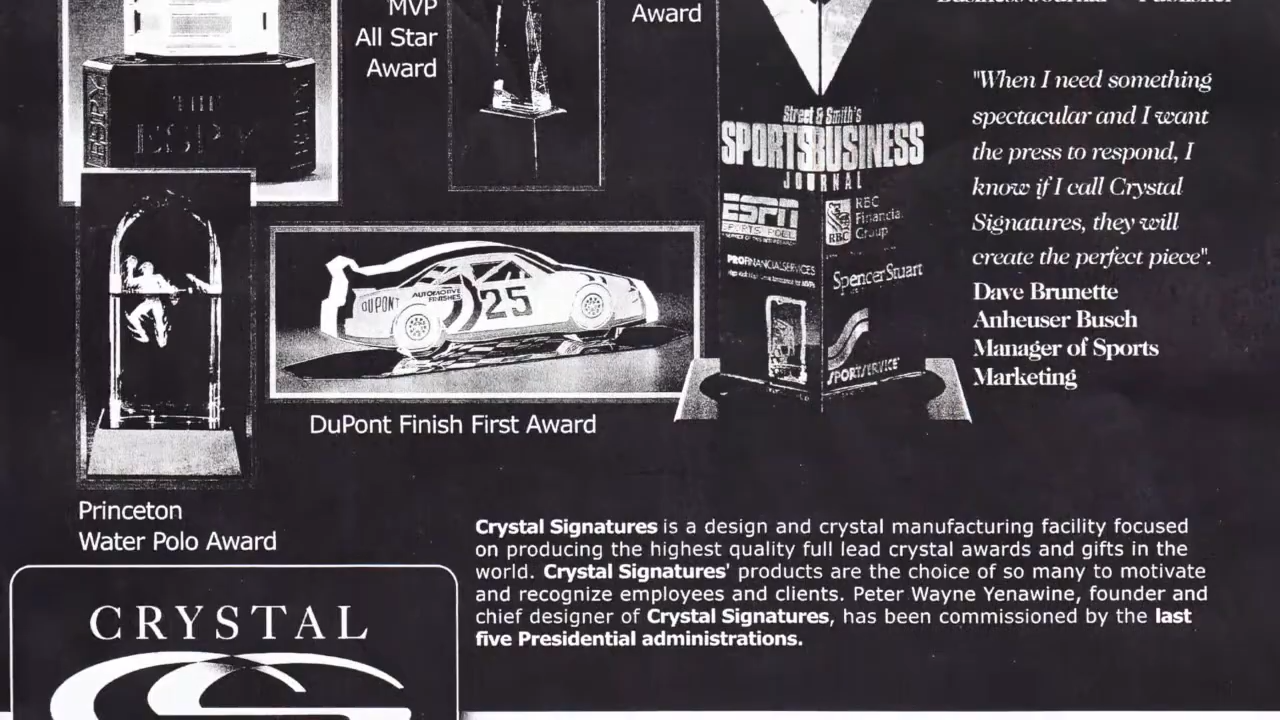 MVP
All Star
Award
Award
THE
ESPY
ESPY
"When I need something
spectacular and I want
the press to respond, I
know if I call Crystal
Signatures, they will
create the perfect piece".
Dave Brunette
Anheuser Busch
Manager of Sports
Marketing
Street & Smith's
SPORTSBUSINESS
JOURNAL
ESPN
RBC
Financial
Group
RBC
PROFINANCIALSERVICES
SpencerStuart
SPORTSERVICE
DUPONT
AUTOMOTIVE
FINISHES
25
DuPont Finish First Award
Princeton
Water Polo Award
Crystal Signatures is a design and crystal manufacturing facility focused
on producing the highest quality full lead crystal awards and gifts in the
world. Crystal Signatures' products are the choice of so many to motivate
and recognize employees and clients. Peter Wayne Yenawine, founder and
chief designer of Crystal Signatures, has been commissioned by the last
five Presidential administrations.
CRYSTAL